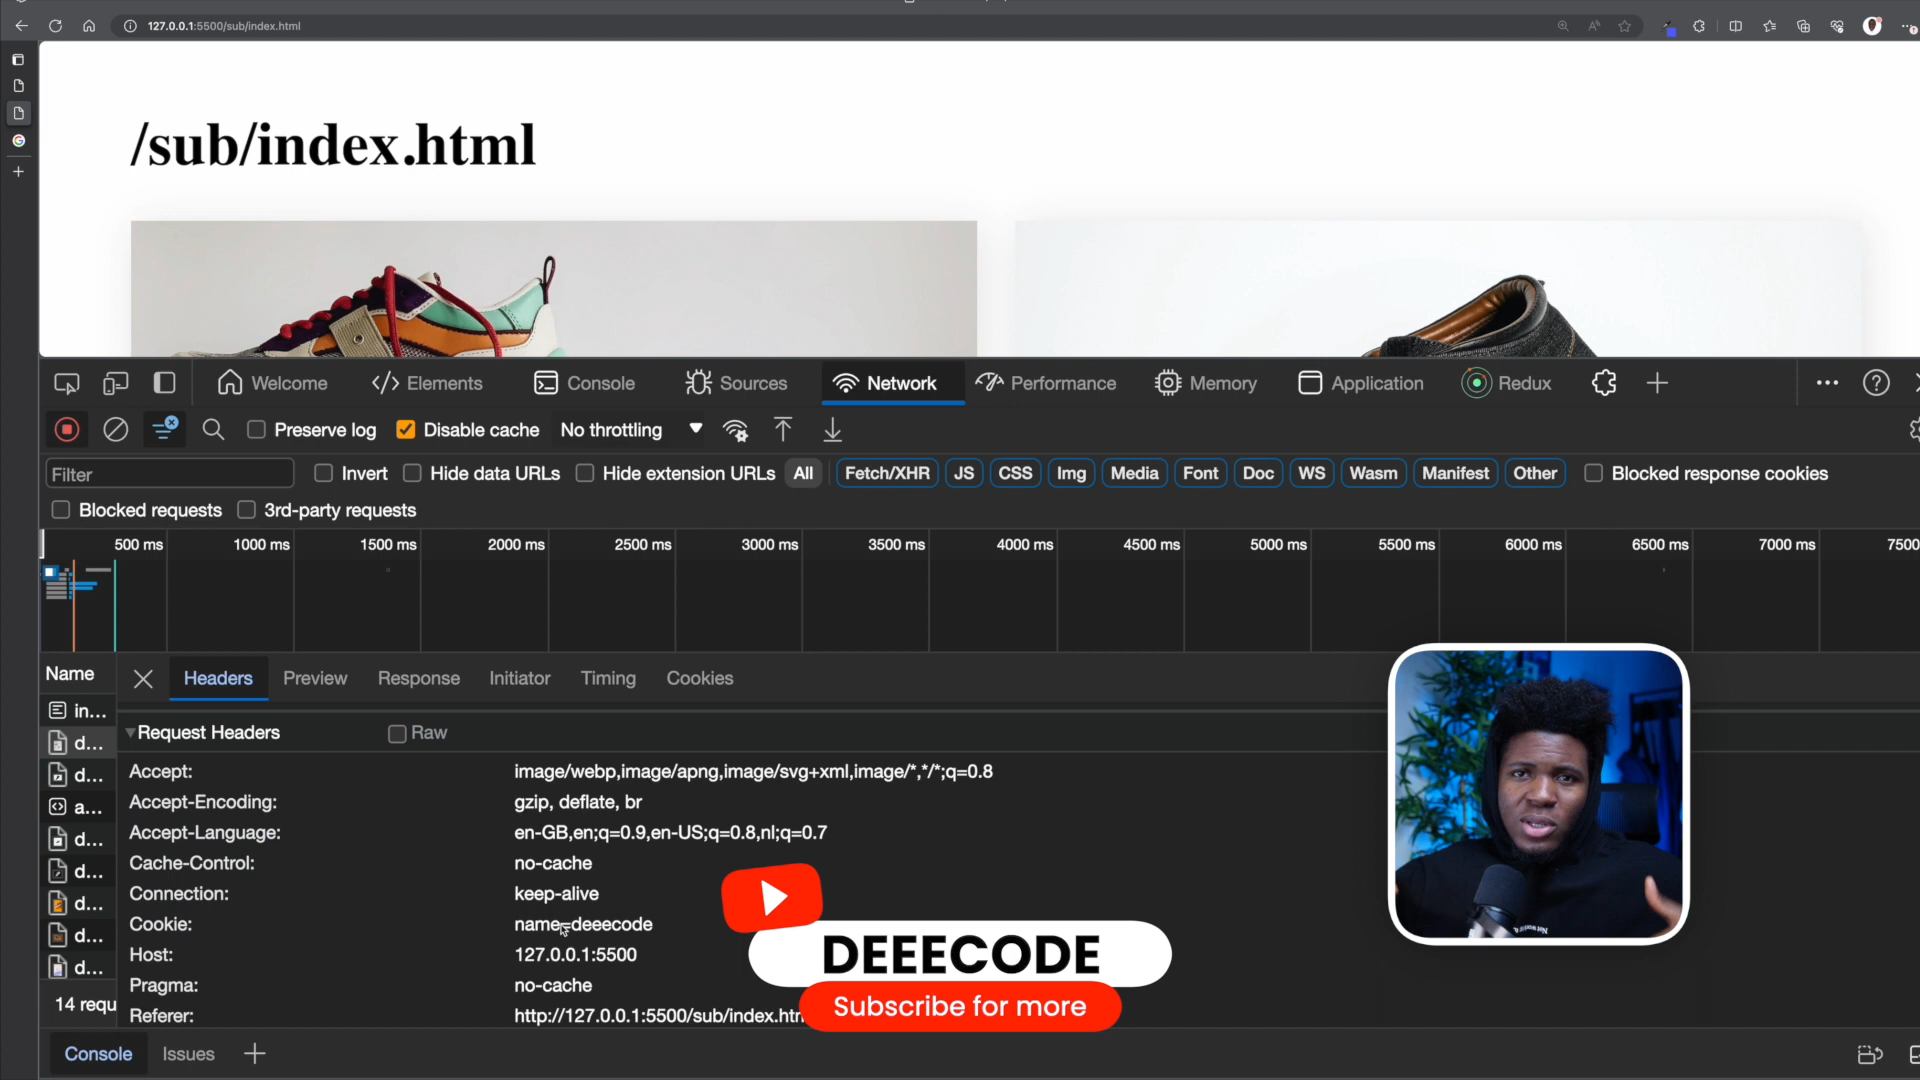 127.0.0.1:5500/sub/index.html
/sub/index.html
Welcome Elements Console Sources Network Performance Memory Application Redux
Preserve log Disable cache No throttling
Filter Invert Hide data URLs Hide extension URLs All Fetch/XHR JS CSS Img Media Font Doc WS Wasm Manifest Other Blocked response cookies
Blocked requests 3rd-party requests
500 ms 1000 ms 1500 ms 2000 ms 2500 ms 3000 ms 3500 ms 4000 ms 4500 ms 5000 ms 5500 ms 6000 ms 6500 ms 7000 ms 7500
Name Headers Preview Response Initiator Timing Cookies
in...
Request Headers Raw
d...
Accept: image/webp,image/apng,image/svg+xml,image/*,*/*;q=0.8
d...
Accept-Encoding: gzip, deflate, br
a...
Accept-Language: en-GB,en;q=0.9,en-US;q=0.8,nl;q=0.7
d...
Cache-Control: no-cache
d...
Connection: keep-alive
d...
Cookie: name=deeecode
d...
Host: 127.0.0.1:5500
d...
Pragma: no-cache
14 requ
Referer: http://127.0.0.1:5500/sub/index.htm
DEEECODE
Subscribe for more
Console Issues